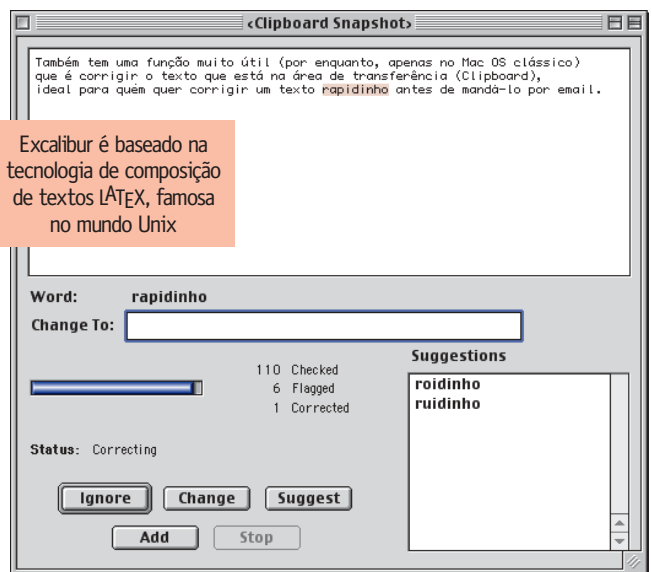 ‹Clipboard Snapshot›
Também tem uma função muito útil (por enquanto, apenas no Mac OS clássico)
que é corrigir o texto que está na área de transferência (Clipboard),
ideal para quem quer corrigir um texto rapidinho antes de mandá-lo por email.
Excalibur é baseado na
tecnologia de composição
de textos LATEX, famosa
no mundo Unix
Word: rapidinho
Change To:
110 Checked
6 Flagged
1 Corrected
Suggestions
roidinho
ruidinho
Status: Correcting
Ignore Change Suggest
Add Stop